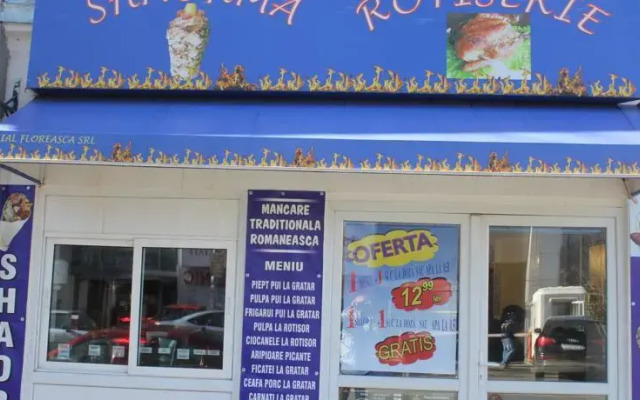 ROTISERIE
IAL FLOREASCA SRL
MANCARE
TRADITIONALA
ROMANEASCA
MENIU
PIEPT PUI LA GRATAR
PULPA PUI LA GRATAR
FRIGARUI PUI LA GRATAR
PULPA LA ROTISOR
CIOCANELE LA ROTISOR
ARIPIOARE PICANTE
FICATEI LA GRATAR
CEAFA PORC LA GRATAR
CARNATI LA GRATAR
OFERTA
12 99
GRATIS
SHAOR